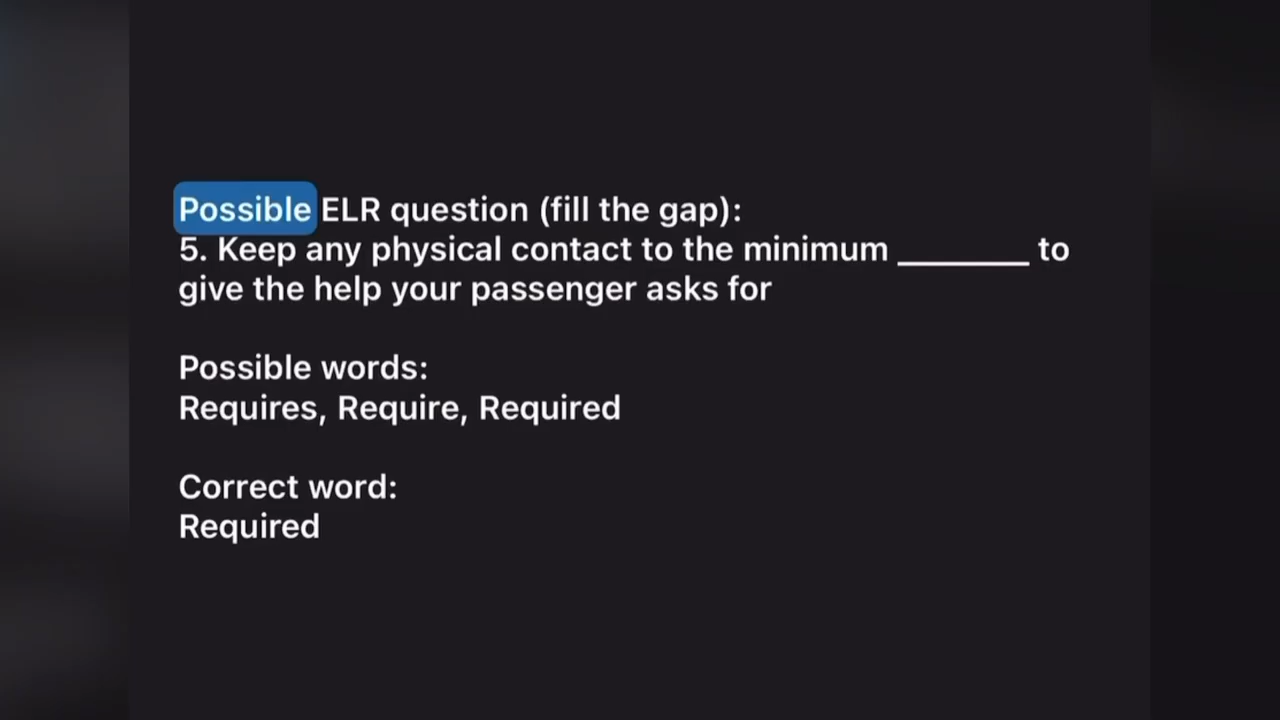 Possible ELR question (fill the gap):
5. Keep any physical contact to the minimum ________ to
give the help your passenger asks for
Possible words:
Requires, Require, Required
Correct word:
Required